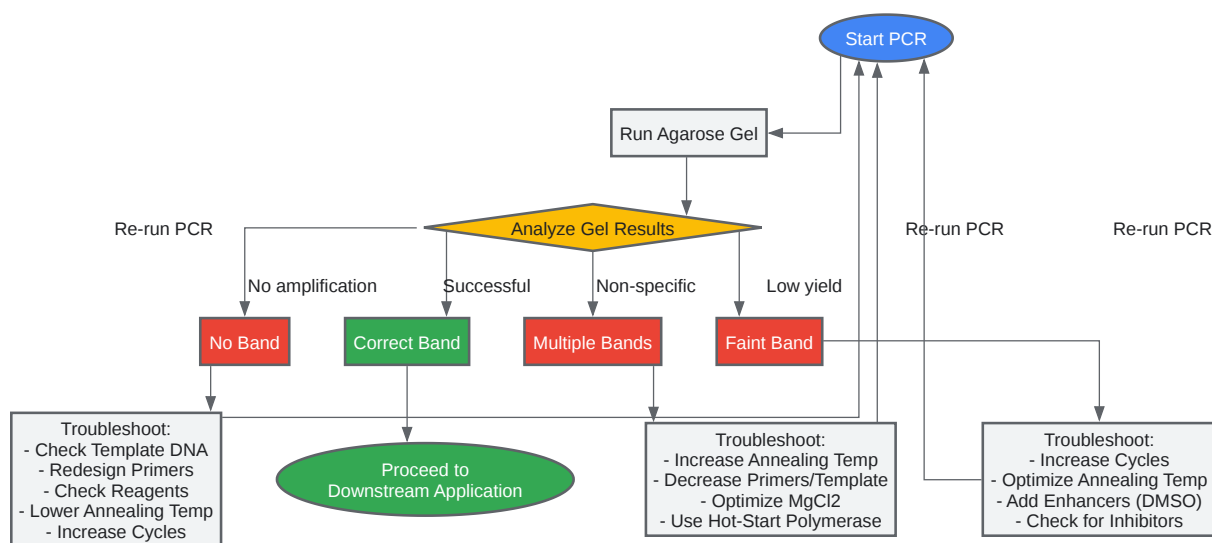 Start PCR
Run Agarose Gel
Re-run PCR
Analyze Gel Results
Re-run PCR
Re-run PCR
No amplification
Successful
Non-specific
Low yield
No Band
Correct Band
Multiple Bands
Faint Band
Troubleshoot:
- Check Template DNA
- Redesign Primers
- Check Reagents
- Lower Annealing Temp
- Increase Cycles
Proceed to
Downstream Application
Troubleshoot:
- Increase Annealing Temp
- Decrease Primers/Template
- Optimize MgCl2
- Use Hot-Start Polymerase
Troubleshoot:
- Increase Cycles
- Optimize Annealing Temp
- Add Enhancers (DMSO)
- Check for Inhibitors